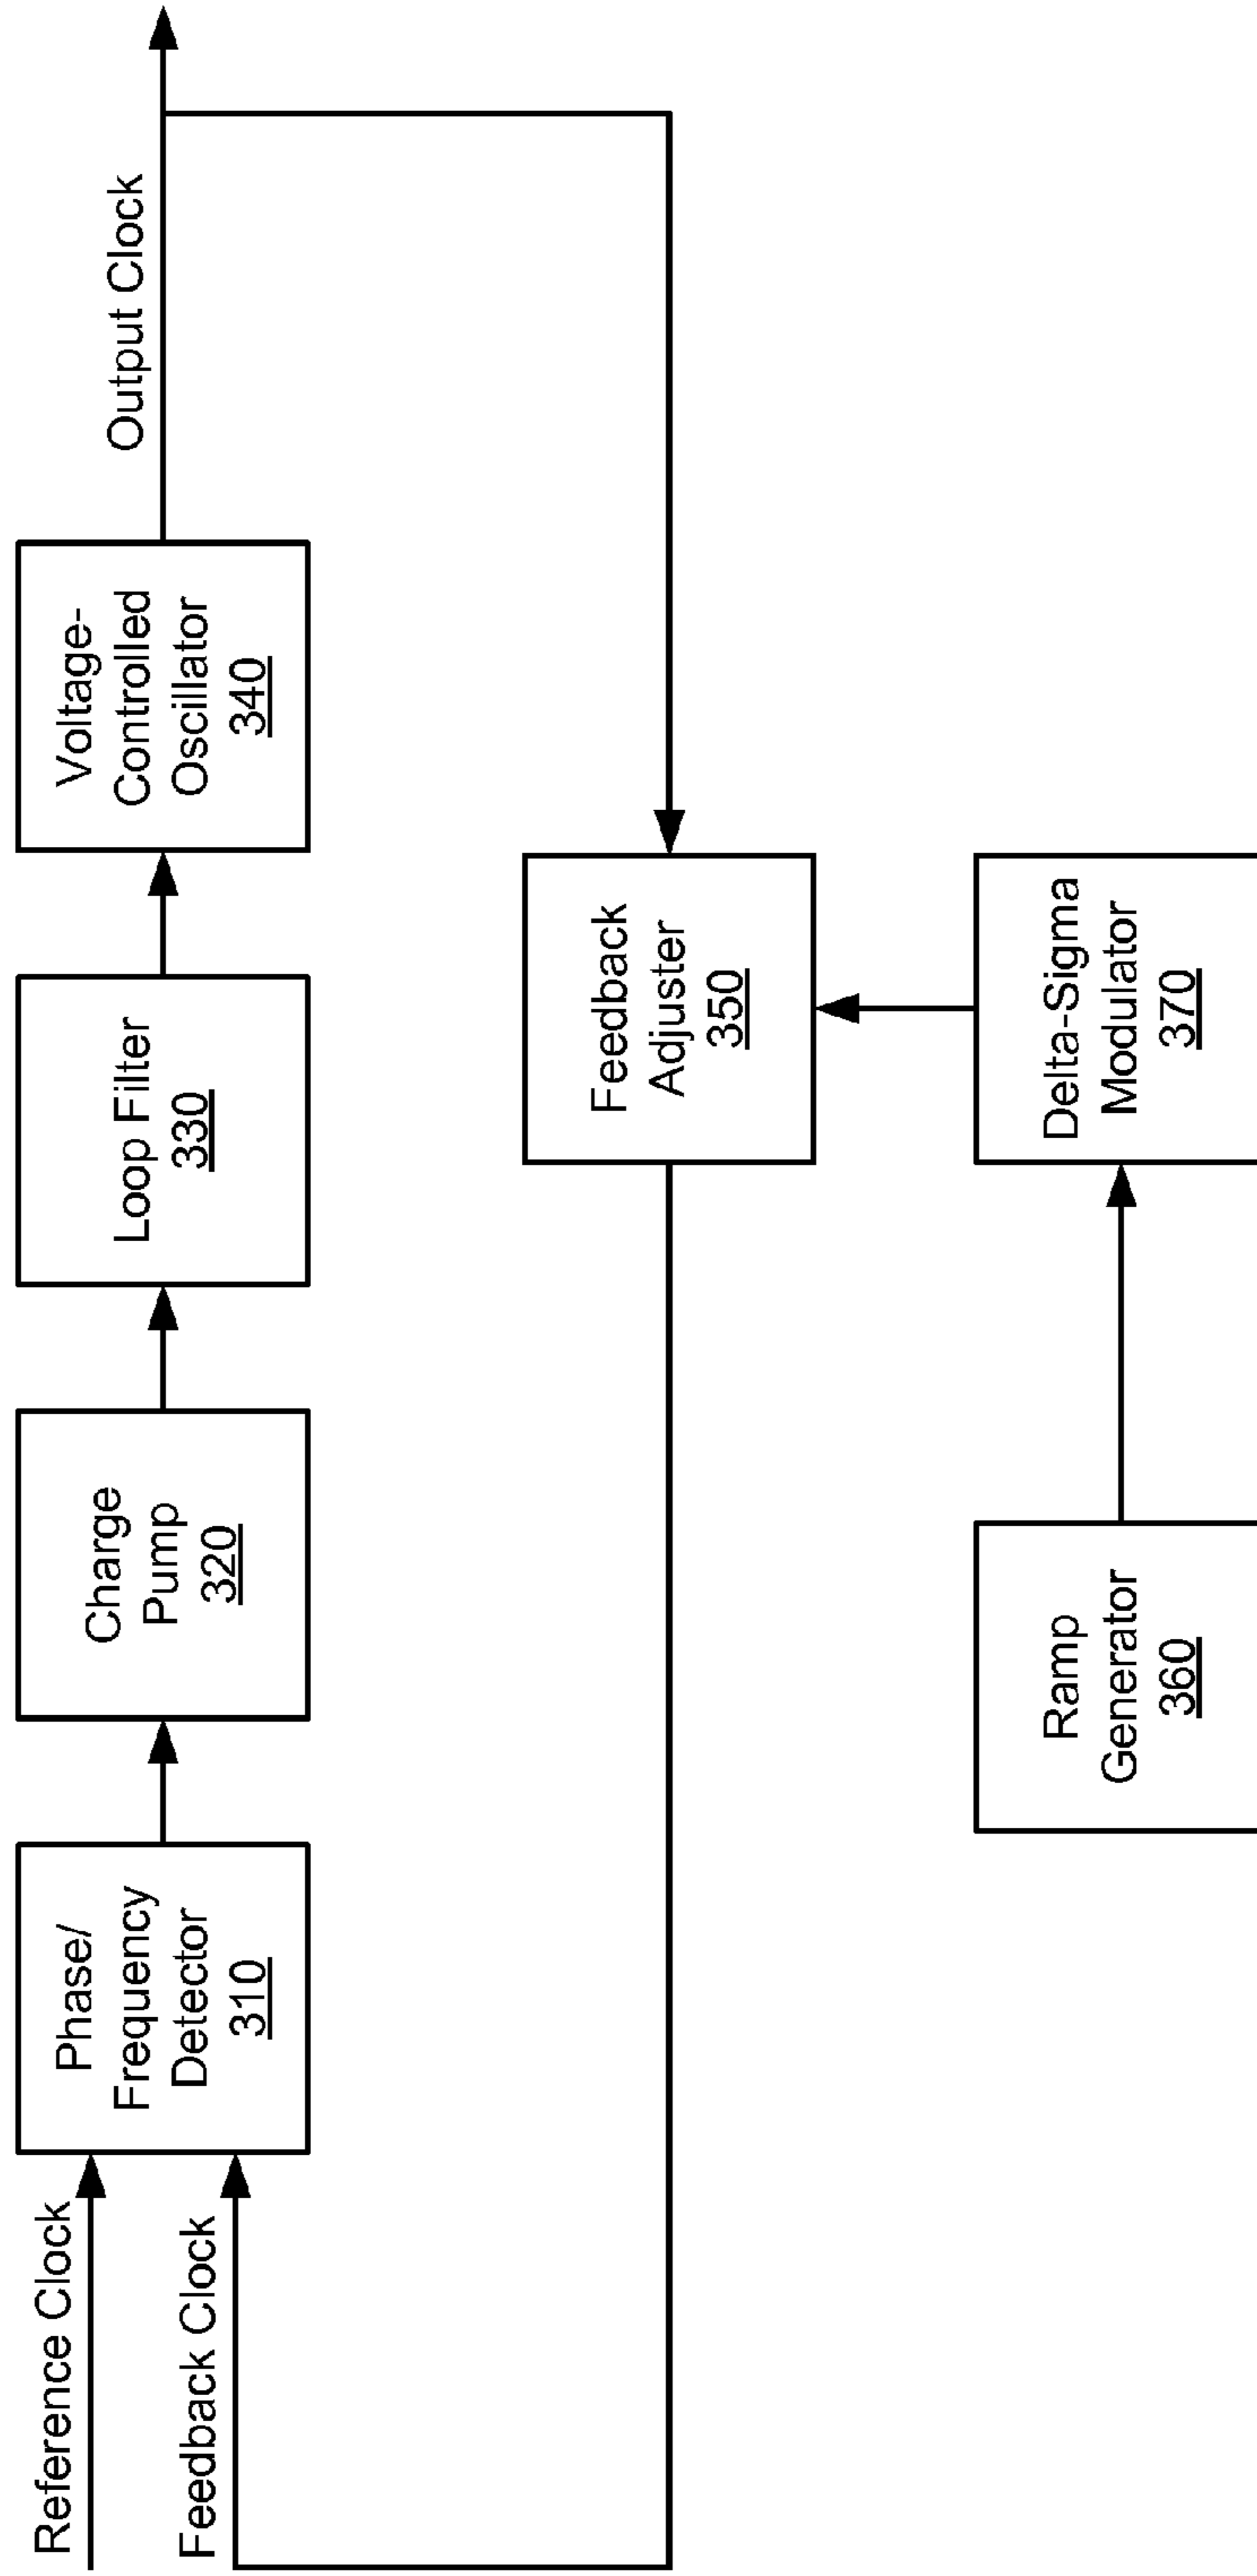 Reference Clock
Feedback Clock
Phase/
Frequency
Detector
310
Charge
Pump
320
Loop Filter
330
Voltage-
Controlled
Oscillator
340
Output Clock
Feedback
Adjuster
350
Ramp
Generator
360
Delta-Sigma
Modulator
370